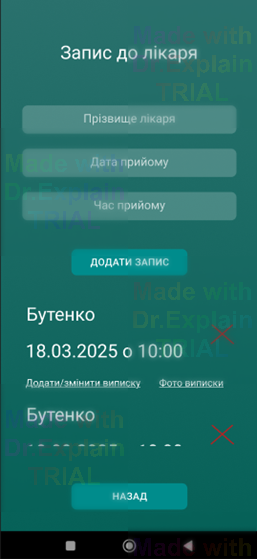 Запис до лікаря
Прізвище лікаря
Дата прийому
Час прийому
ДОДАТИ ЗАПИС
Бутенко
18.03.2025 о 10:00
Додати/змінити виписку Фото виписки
Бутенко
НАЗАД
Made with
Dr.Explain
TRIAL
Made with
Dr.Explain
TRIAL
Made with
Dr.Explain
TRIAL
Made with
Dr.Explain
TRIAL
Made with